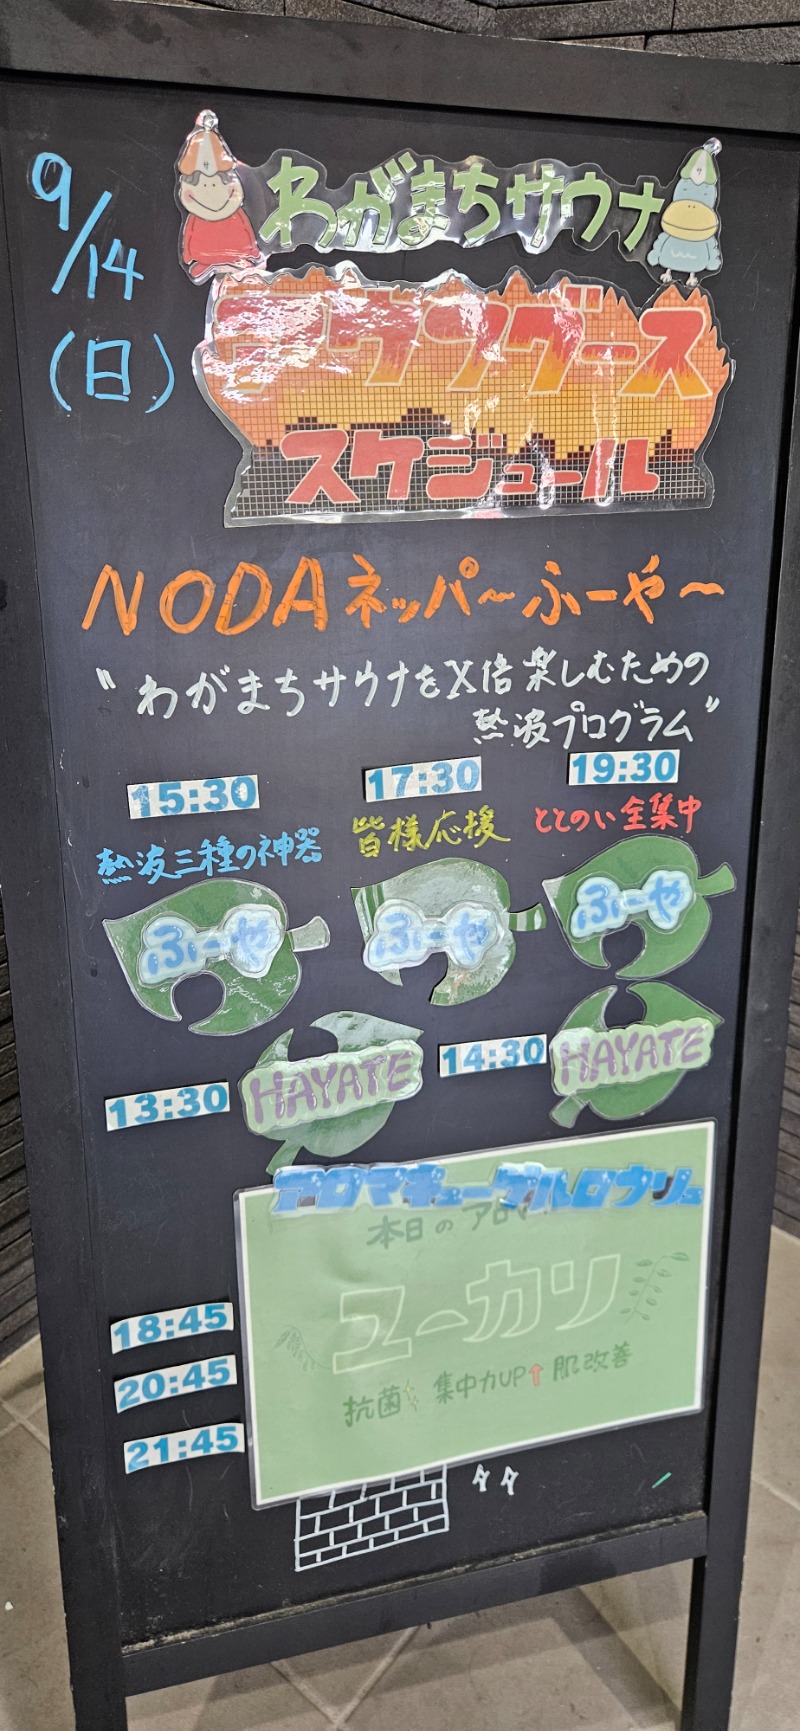 9/14
(日)
わがまちサウナ
アウフグース
スケジュール
NODAネッパ〜ふーや〜
"わがまちサウナをX倍楽しむための
熱波プログラム"
15:30 17:30 19:30
熱波三種の神器 皆様応援 ととのい全集中
ふーや ふーや ふーや
13:30 HAYATE 14:30 HAYATE
アロマキューゲルロウリュ
本日のアロマ
ユーカリ
抗菌 集中力UP↑ 肌改善
18:45
20:45
21:45